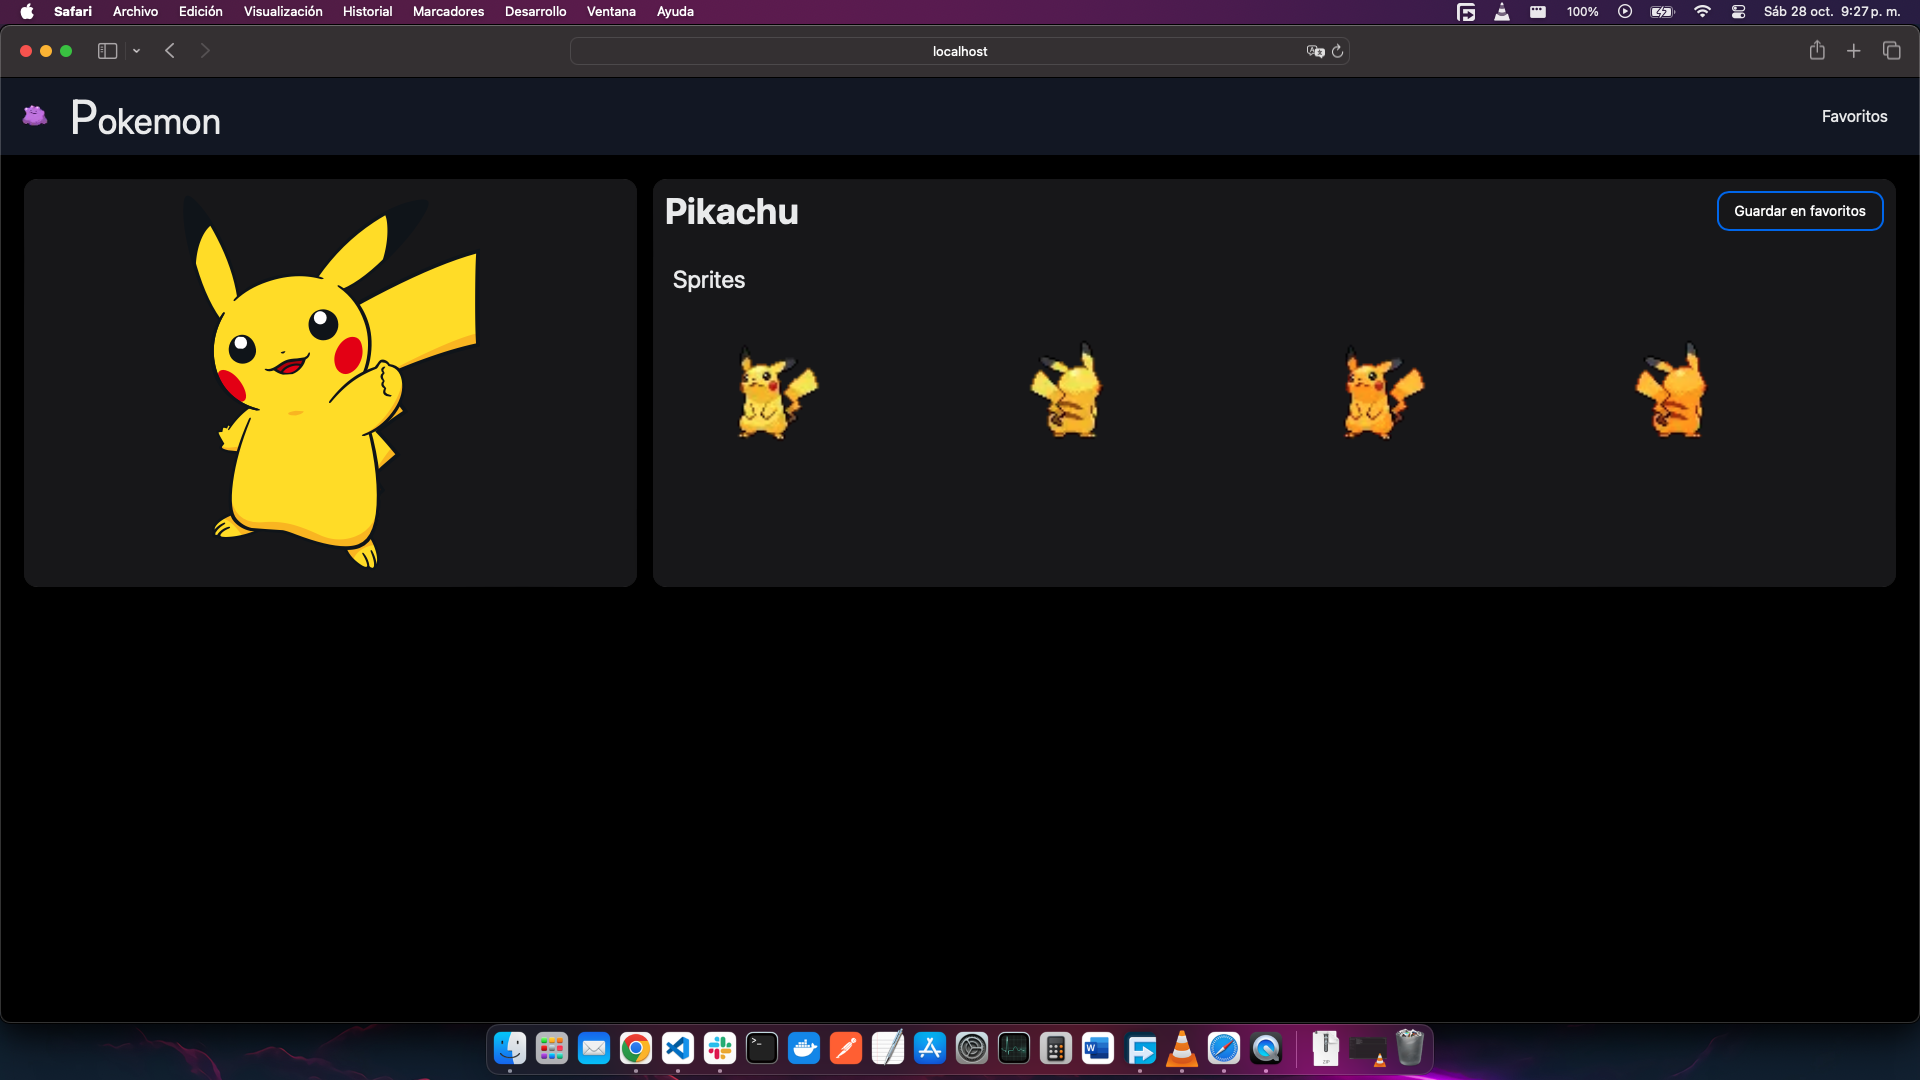 Safari Archivo Edición Visualización Historial Marcadores Desarrollo Ventana Ayuda 100% Sáb 28 oct. 9:27 p. m.
localhost
Pokemon Favoritos
Pikachu Guardar en favoritos
Sprites